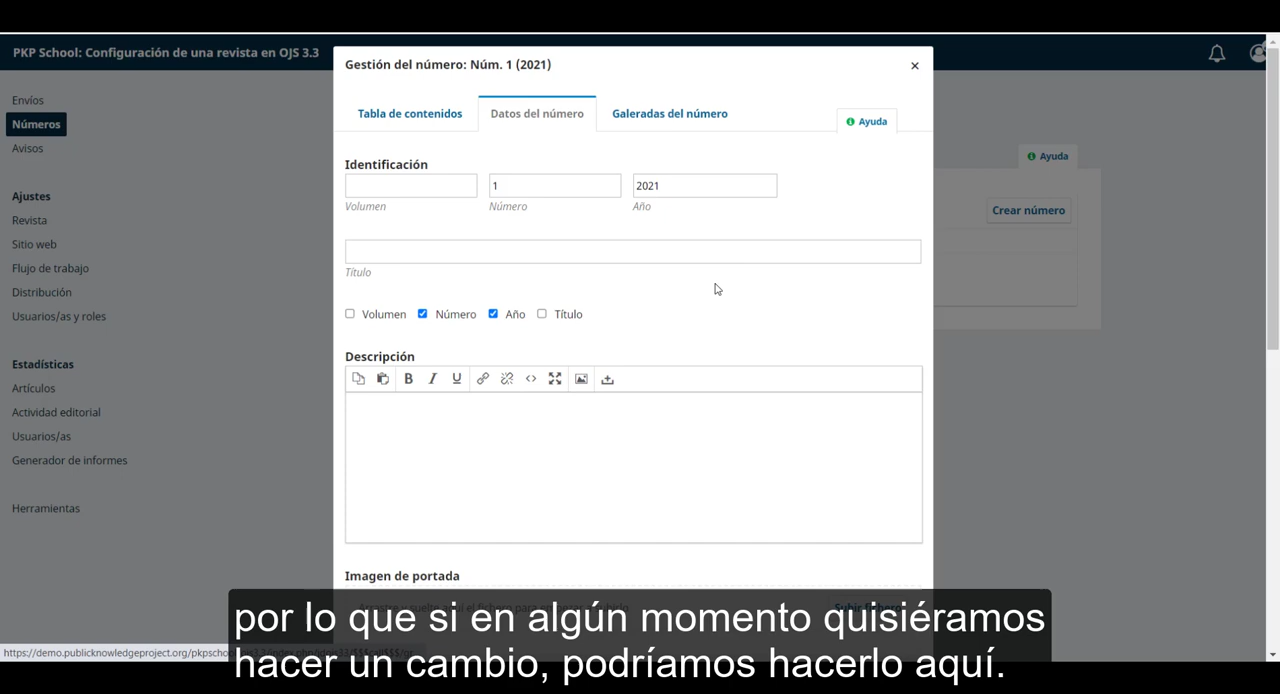 PKP School: Configuración de una revista en OJS 3.3
Envíos
Números
Avisos
Ajustes
Revista
Sitio web
Flujo de trabajo
Distribución
Usuarios/as y roles
Estadísticas
Artículos
Actividad editorial
Usuarios/as
Generador de informes
Herramientas
Gestión del número: Núm. 1 (2021)
×
Tabla de contenidos
Datos del número
Galeradas del número
Ayuda
Identificación
1
2021
Volumen
Número
Año
Título
Volumen
Número
Año
Título
Descripción
B I U
Imagen de portada
Subir fichero
Ayuda
Crear número
por lo que si en algún momento quisiéramos
hacer un cambio, podríamos hacerlo aquí.